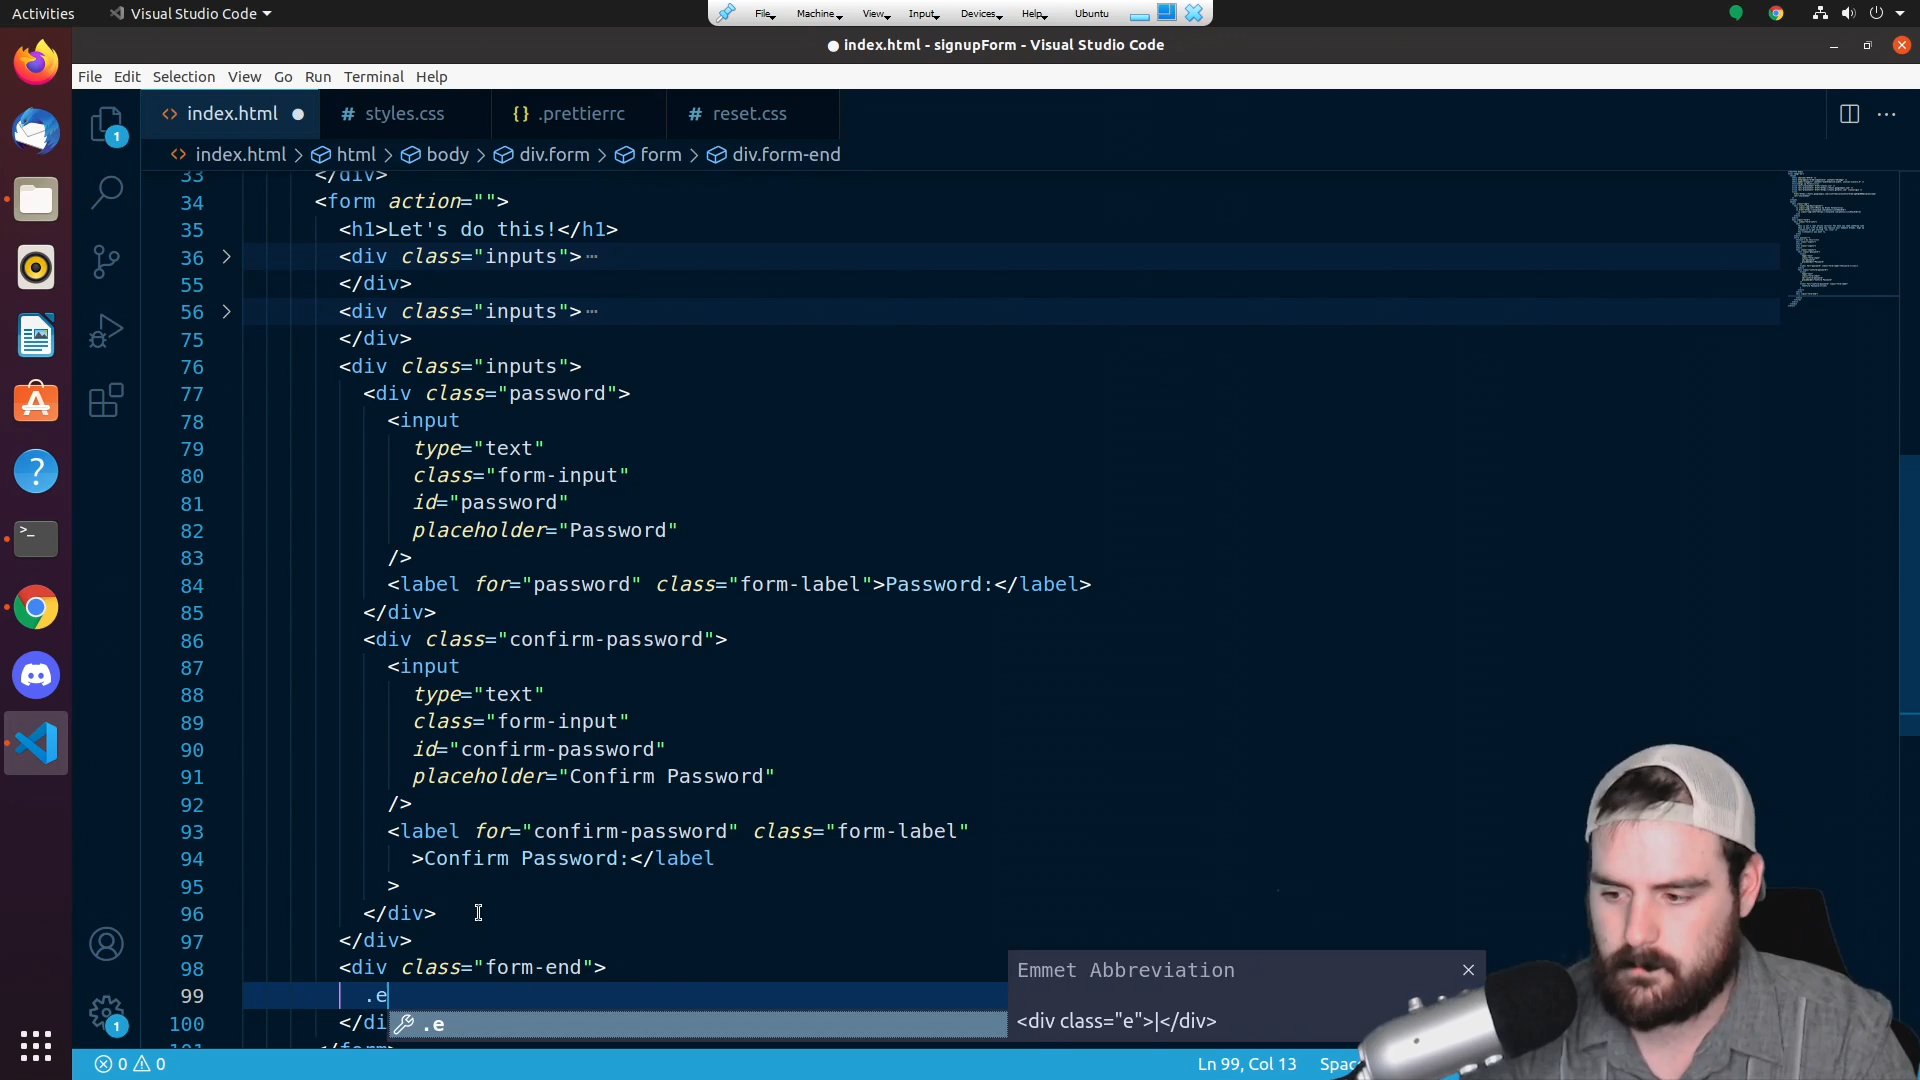 Activities
Visual Studio Code
File
Machine
View
Input
Devices
Help
Ubuntu
● index.html - signupForm - Visual Studio Code
File Edit Selection View Go Run Terminal Help
index.html
# styles.css
{} .prettierrc
# reset.css
index.html > html > body > div.form > form > div.form-end
33 </div>
34 <form action="">
35 <h1>Let's do this!</h1>
36 <div class="inputs">⋯
55 </div>
56 <div class="inputs">⋯
75 </div>
76 <div class="inputs">
77 <div class="password">
78 <input
79 type="text"
80 class="form-input"
81 id="password"
82 placeholder="Password"
83 />
84 <label for="password" class="form-label">Password:</label>
85 </div>
86 <div class="confirm-password">
87 <input
88 type="text"
89 class="form-input"
90 id="confirm-password"
91 placeholder="Confirm Password"
92 />
93 <label for="confirm-password" class="form-label"
94 >Confirm Password:</label
95 >
96 </div>
97 </div>
98 <div class="form-end">
99 .e
100 </di
.e
Emmet Abbreviation
<div class="e">|</div>
1
1
0 0
Ln 99, Col 13